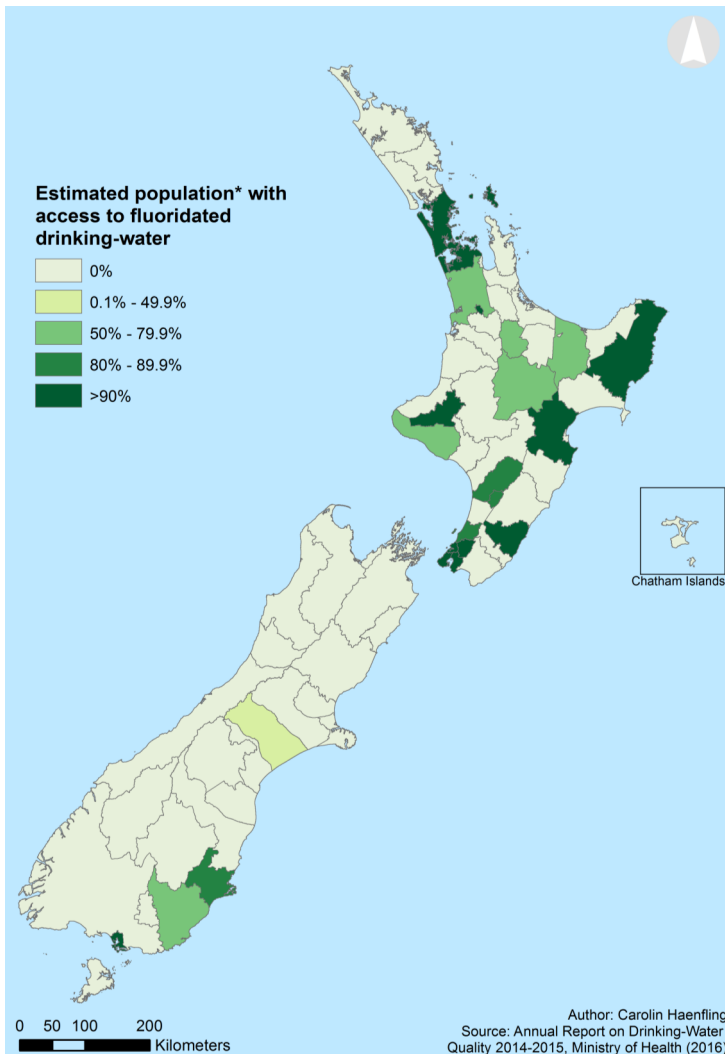 Estimated population* with
access to fluoridated
drinking-water
0%
0.1% - 49.9%
50% - 79.9%
80% - 89.9%
>90%
Chatham Islands
0 50 100 200
Kilometers
Author: Carolin Haenfling
Source: Annual Report on Drinking-Water
Quality 2014-2015, Ministry of Health (2016)